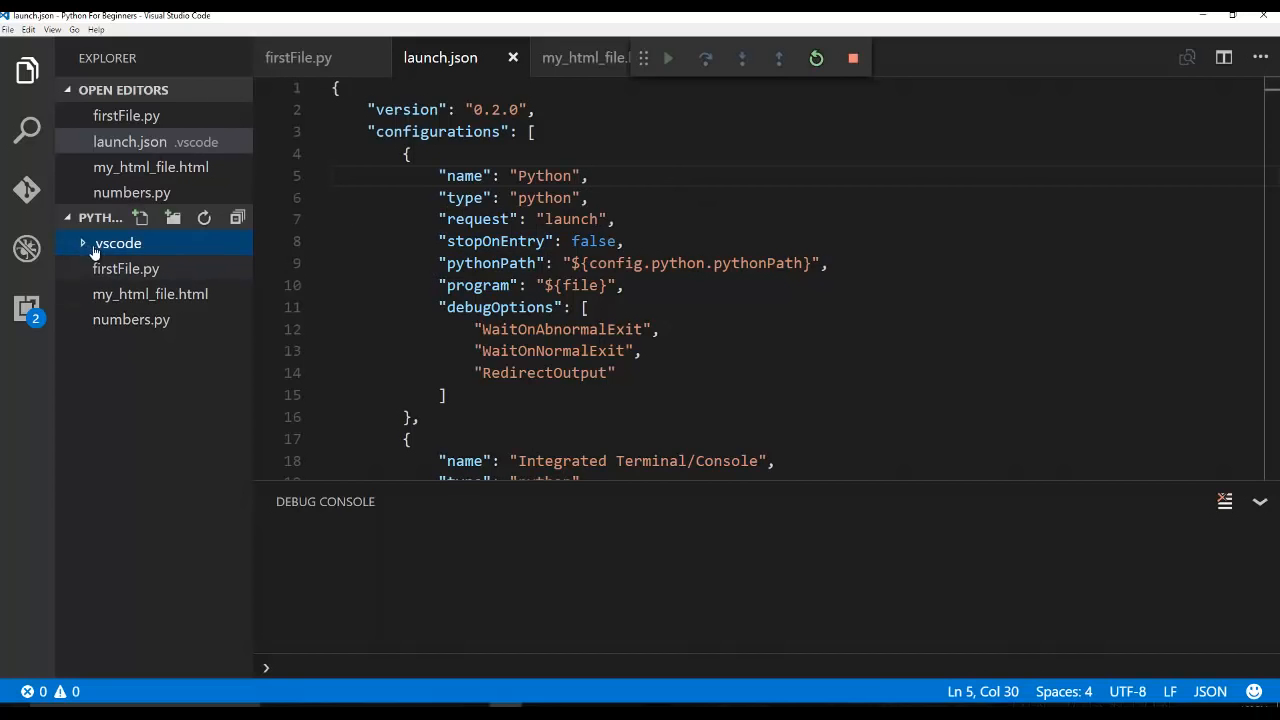 launch.json - Python For Beginners - Visual Studio Code
File Edit View Go Help
EXPLORER
OPEN EDITORS
firstFile.py
launch.json .vscode
my_html_file.html
numbers.py
PYTH...
.vscode
firstFile.py
my_html_file.html
numbers.py
2
firstFile.py launch.json my_html_file.
1 {
2 "version": "0.2.0",
3 "configurations": [
4 {
5 "name": "Python",
6 "type": "python",
7 "request": "launch",
8 "stopOnEntry": false,
9 "pythonPath": "${config.python.pythonPath}",
10 "program": "${file}",
11 "debugOptions": [
12 "WaitOnAbnormalExit",
13 "WaitOnNormalExit",
14 "RedirectOutput"
15 ]
16 },
17 {
18 "name": "Integrated Terminal/Console",
DEBUG CONSOLE
0 0 Ln 5, Col 30 Spaces: 4 UTF-8 LF JSON